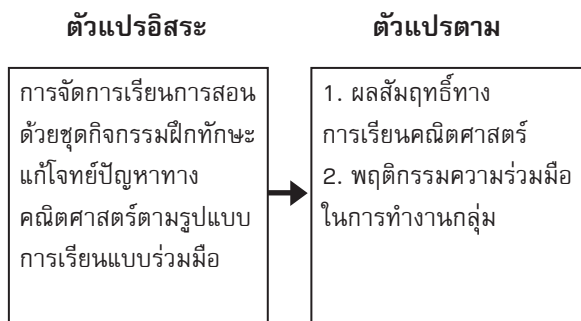 ตัวแปรอิสระ
การจัดการเรียนการสอน
ด้วยชุดกิจกรรมฝึกทักษะ
แก้โจทย์ปัญหาทาง
คณิตศาสตร์ตามรูปแบบ
การเรียนแบบร่วมมือ
ตัวแปรตาม
1. ผลสัมฤทธิ์ทาง
การเรียนคณิตศาสตร์
2. พฤติกรรมความร่วมมือ
ในการทำงานกลุ่ม